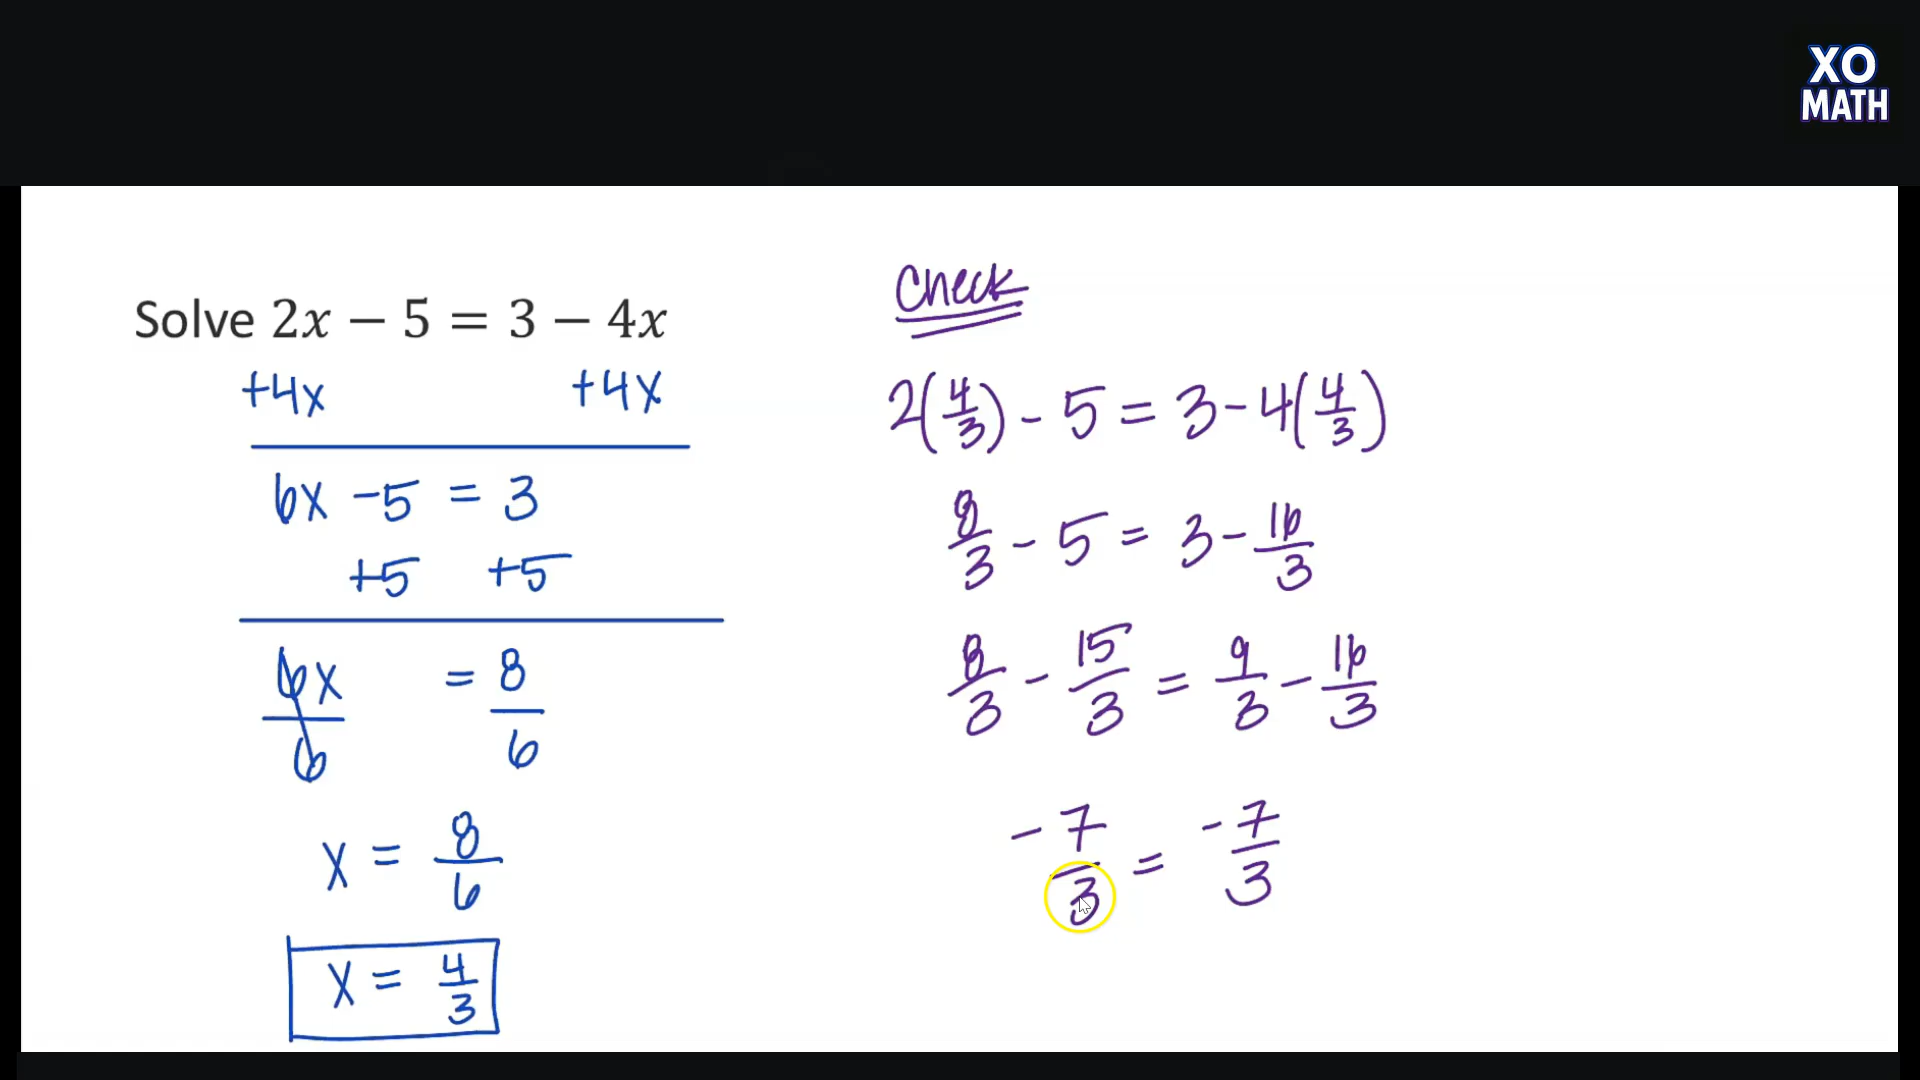 XO
MATH
Solve 2x − 5 = 3 − 4x
+4x +4x
6x −5 = 3
+5 +5
6x/6 = 8/6
x = 8/6
x = 4/3
Check
2(4/3) − 5 = 3 − 4(4/3)
8/3 − 5 = 3 − 16/3
8/3 − 15/3 = 9/3 − 16/3
−7/3 = −7/3